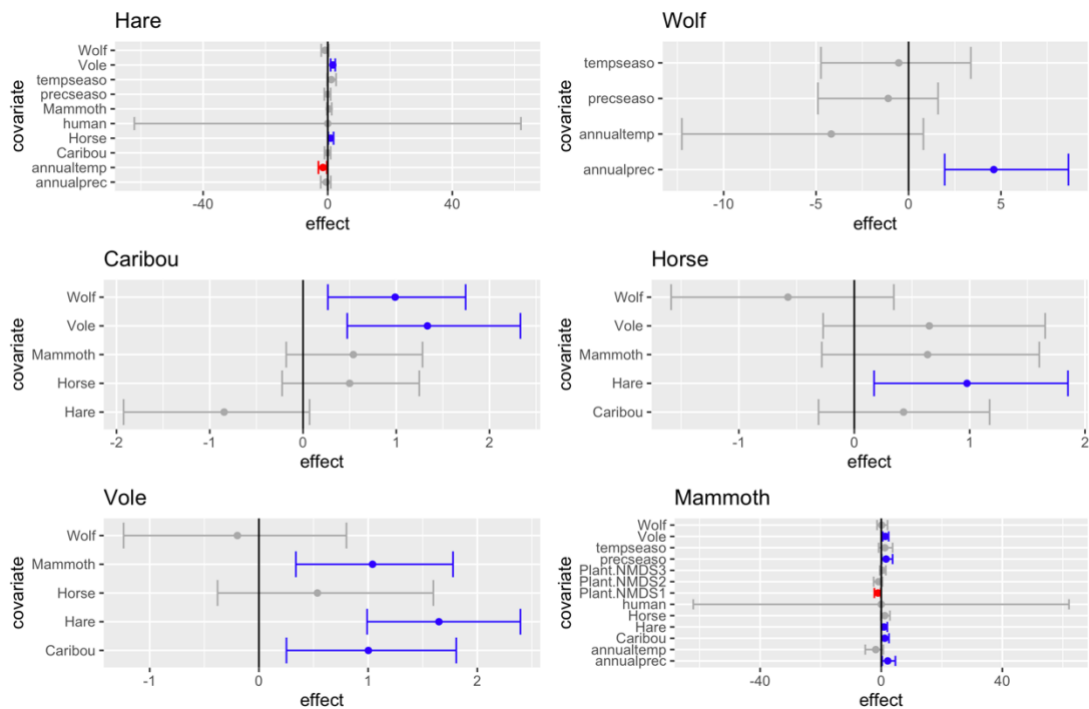 Hare
covariate
Wolf
Vole
tempseaso
precseaso
Mammoth
human
Horse
Caribou
annualtemp
annualprec
-40
0
40
effect
Wolf
covariate
tempseaso
precseaso
annualtemp
annualprec
-10
-5
0
5
effect
Caribou
covariate
Wolf
Vole
Mammoth
Horse
Hare
-2
-1
0
1
2
effect
Horse
covariate
Wolf
Vole
Mammoth
Hare
Caribou
-1
0
1
2
effect
Vole
covariate
Wolf
Mammoth
Horse
Hare
Caribou
-1
0
1
2
effect
Mammoth
covariate
Wolf
Vole
tempseaso
precseaso
Plant.NMDS3
Plant.NMDS2
Plant.NMDS1
human
Horse
Hare
Caribou
annualtemp
annualprec
-40
0
40
effect